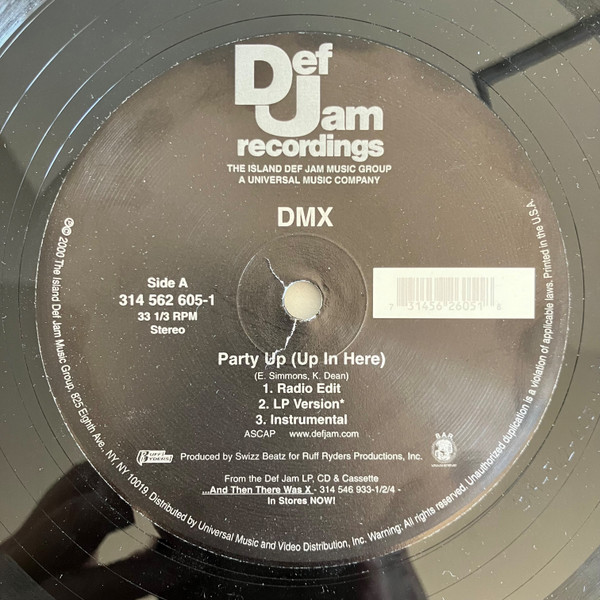 Def
Jam
recordings
THE ISLAND DEF JAM MUSIC GROUP
A UNIVERSAL MUSIC COMPANY
DMX
Side A
314 562 605-1
33 1/3 RPM
Stereo
7 31456 26051
Party Up (Up In Here)
(E. Simmons, K. Dean)
1. Radio Edit
2. LP Version*
3. Instrumental
ASCAP www.defjam.com
RUFF RYDERS
Produced by Swizz Beatz for Ruff Ryders Productions, Inc.
From the Def Jam LP, CD & Cassette
...And Then There Was X - 314 546 933-1/2/4 -
In Stores NOW!
℗© 2000 The Island Def Jam Music Group, 825 Eighth Ave., NY, NY 10019. Distributed by Universal Music and Video Distribution, Inc. Warning: All rights reserved. Unauthorized duplication is a violation of applicable laws. Printed in the U.S.A.